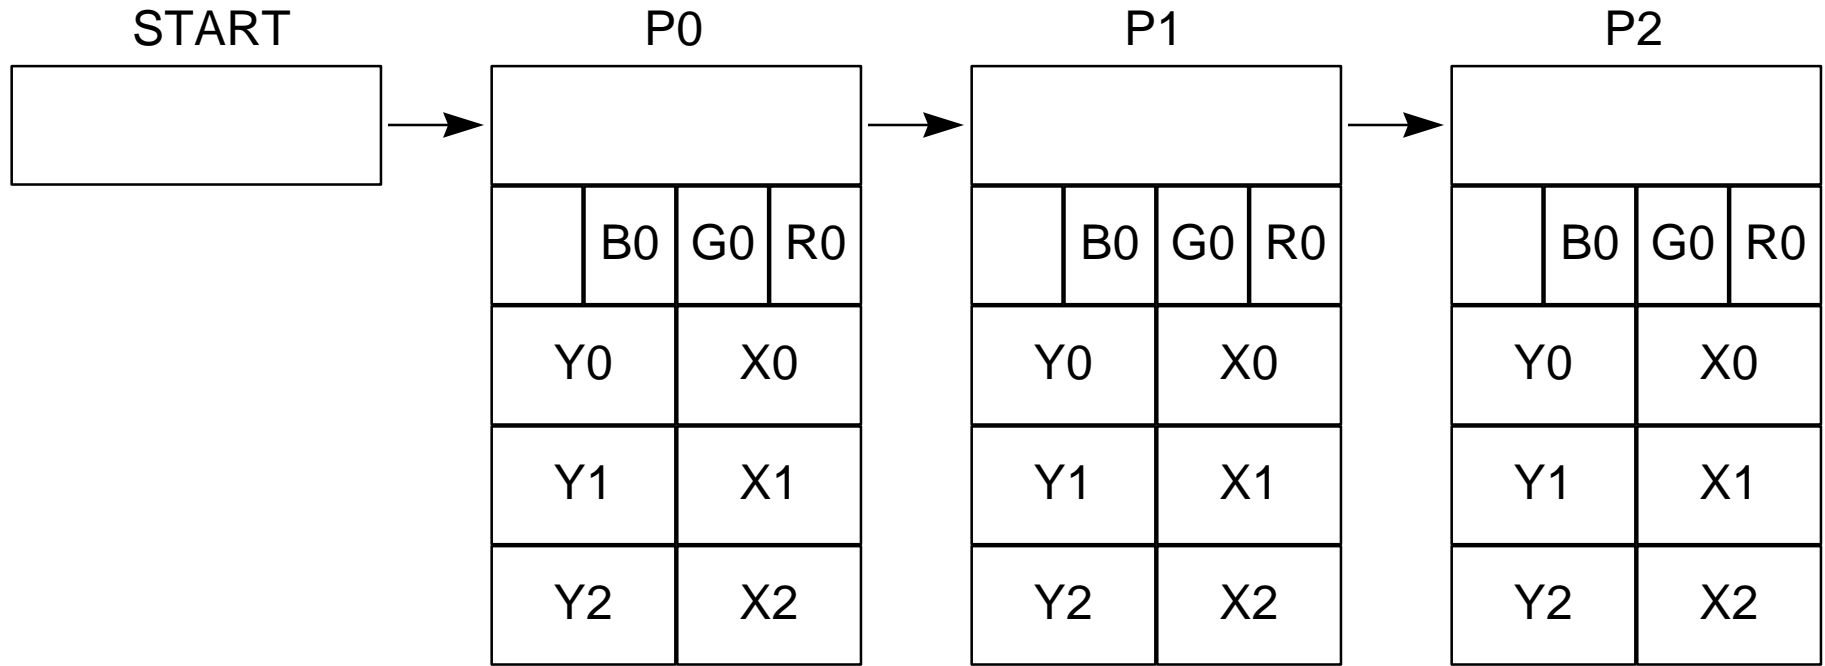 START P0 P1 P2
B0 G0 R0 B0 G0 R0 B0 G0 R0
Y0 X0 Y0 X0 Y0 X0
Y1 X1 Y1 X1 Y1 X1
Y2 X2 Y2 X2 Y2 X2